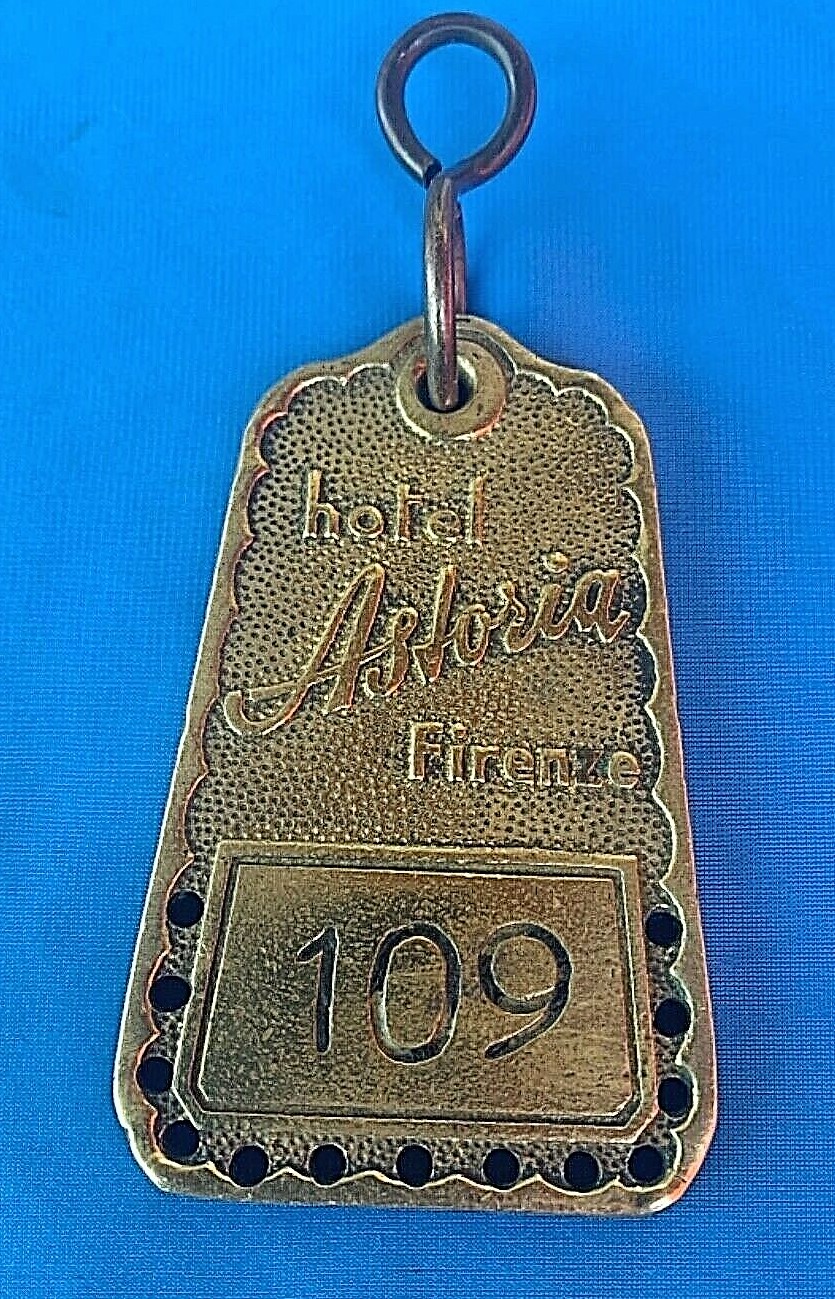 hotel
Astoria
Firenze
109